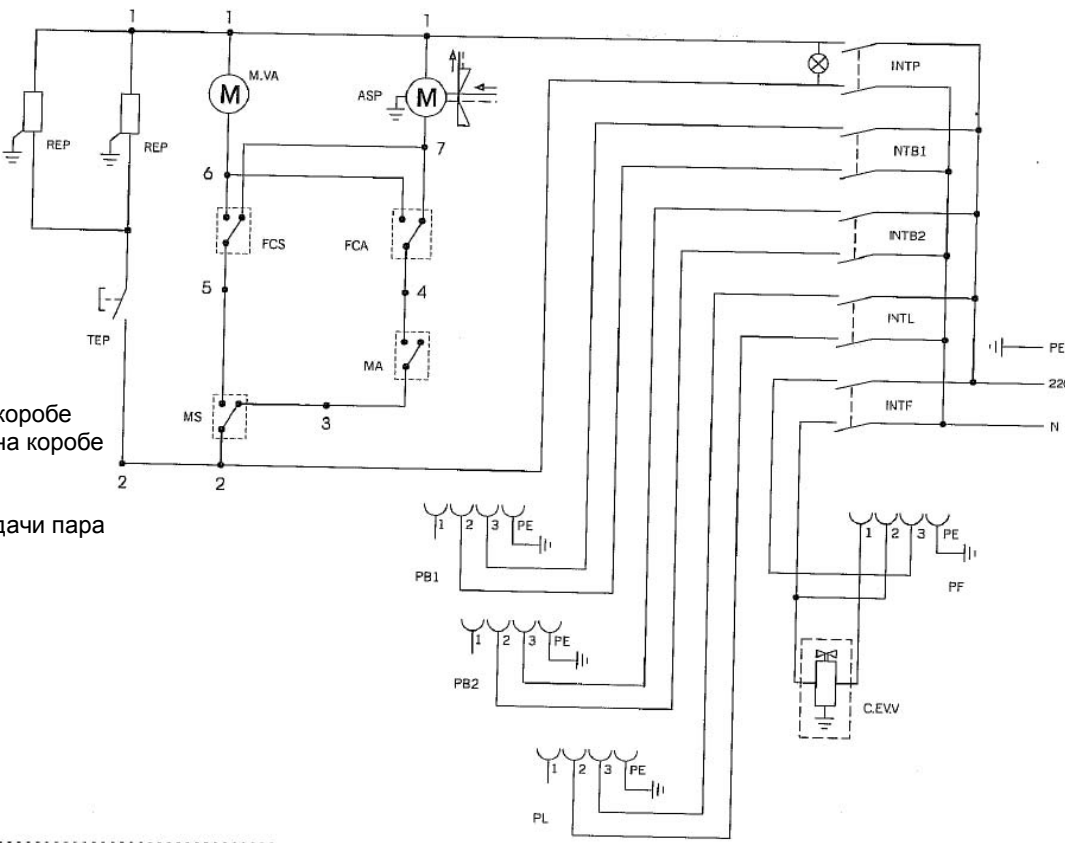 1
1
1
M.VA
M
ASP
M
INTP
REP
REP
7
NTB1
6
FCS
FCA
INTB2
5
4
INTL
TEP
MA
PE
220
INTF
MS
3
N
коробе
на коробе
2
2
дачи пара
1
2
3
PE
1
2
3
PE
PB1
PF
1
2
3
PE
PB2
C.EV.V
1
2
3
PE
PL